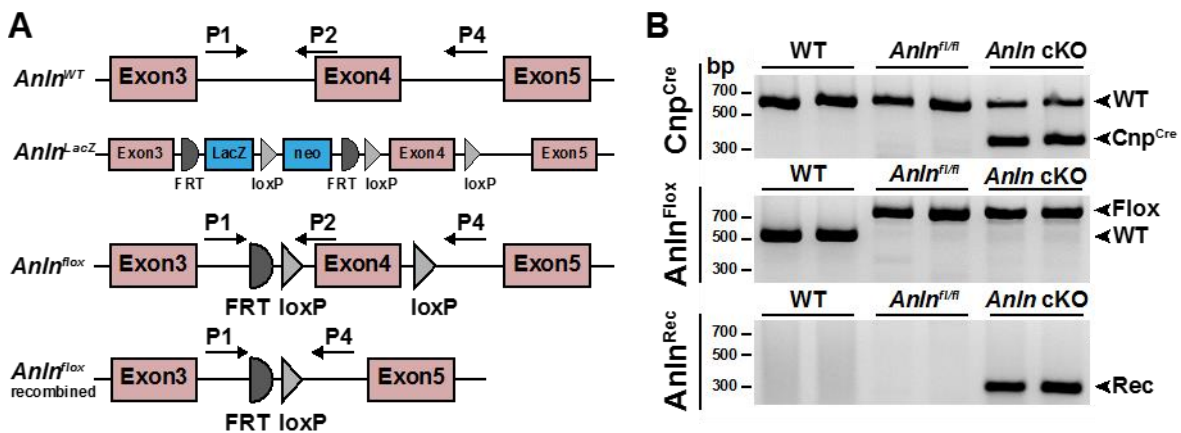 A
P1 P2 P4
Anln^WT Exon3 Exon4 Exon5
Anln^LacZ Exon3 LacZ neo Exon4 Exon5
FRT loxP FRT loxP loxP
P1 P2 P4
Anln^flox Exon3 Exon4 Exon5
FRT loxP loxP
P1 P4
Anln^flox Exon3 Exon5
recombined
FRT loxP
B
WT Anln^fl/fl Anln cKO
bp
Cnp^Cre
700
500
300
WT
Cnp^Cre
WT Anln^fl/fl Anln cKO
Anln^Flox
700
500
300
Flox
WT
WT Anln^fl/fl Anln cKO
Anln^Rec
700
500
300
Rec